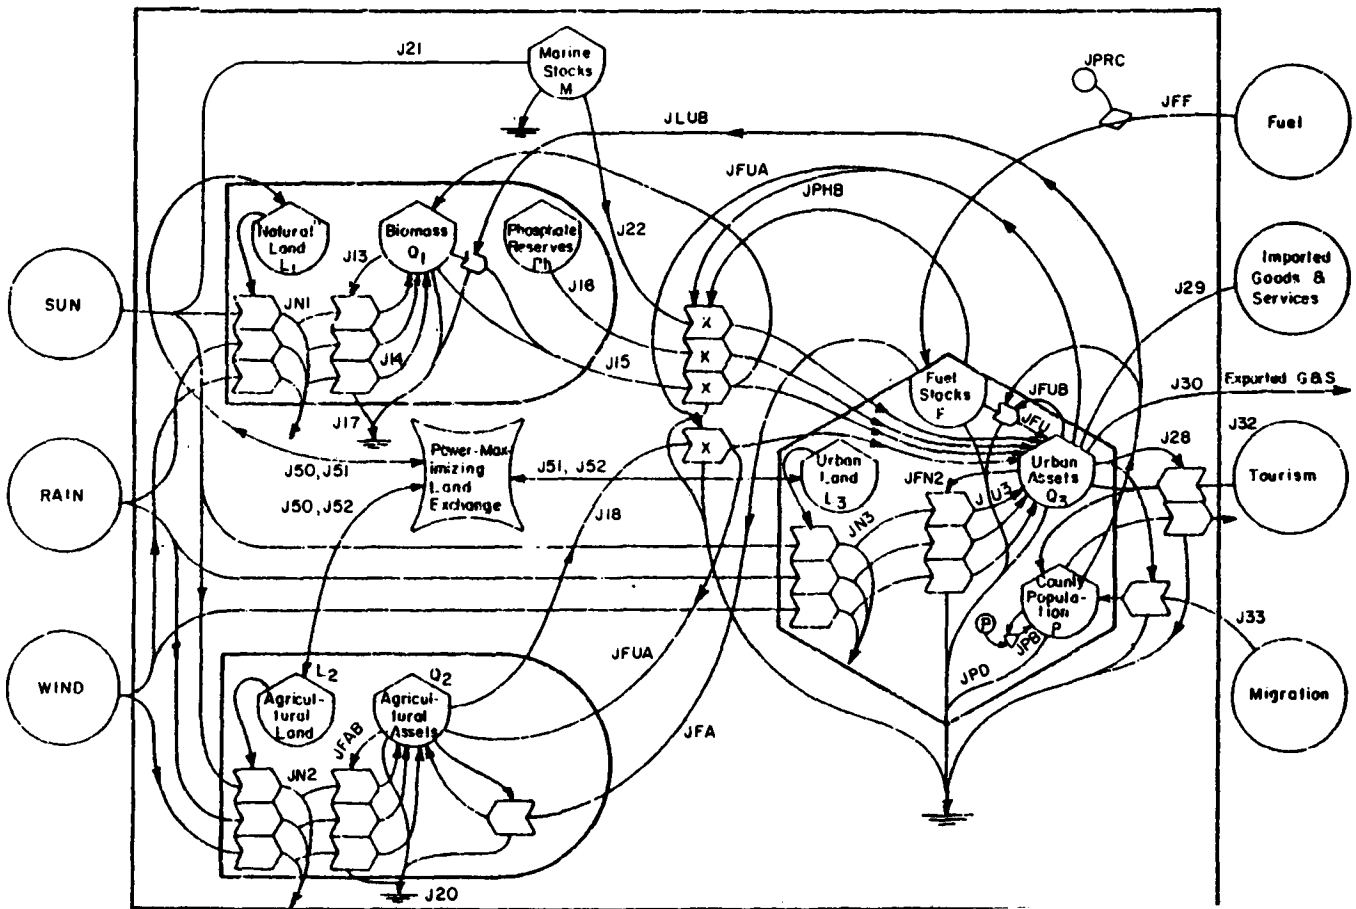 J21
Marine
Stocks
M
JPRC
JFF
Fuel
JLUB
JFUA
JPHB
Natural
Land
L1
Biomass
Q1
Phosphate
Reserves
Ph
J13
J16
J22
J29
Imported
Goods &
Services
SUN
JN1
J14
J15
J17
X
X
X
X
Fuel
Stocks
F
JFUB
JFU
J30
Exported G&S
J32
J28
Tourism
Power-Max-
imizing
Land
Exchange
J50, J51
J50, J52
J51, J52
Urban
Land
L3
JFN2
Urban
Assets
Q3
JN3
J18
RAIN
County
Popula-
tion
P
P
JPB
JPD
J33
Migration
WIND
L2
Agricul-
tural
Land
Q2
Agricul-
tural
Assets
JFUA
JFA
JFAB
JN2
J20